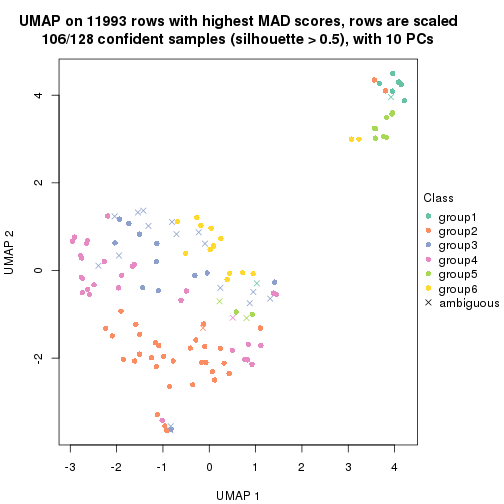 UMAP on 11993 rows with highest MAD scores, rows are scaled
106/128 confident samples (silhouette > 0.5), with 10 PCs
4
2
0
-2
UMAP 2
-3 -2 -1 0 1 2 3 4
UMAP 1
Class
group1
group2
group3
group4
group5
group6
ambiguous